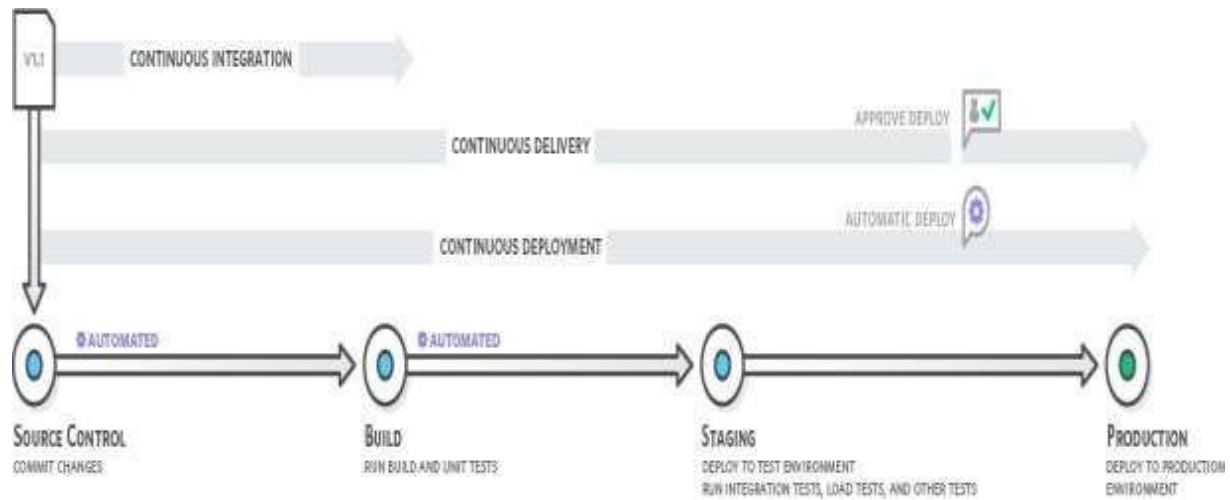 V1.1
CONTINUOUS INTEGRATION
APPROVE DEPLOY
CONTINUOUS DELIVERY
AUTOMATIC DEPLOY
CONTINUOUS DEPLOYMENT
AUTOMATED
AUTOMATED
SOURCE CONTROL
COMMIT CHANGES
BUILD
RUN BUILD AND UNIT TESTS
STAGING
DEPLOY TO TEST ENVIRONMENT
RUN INTEGRATION TESTS, LOAD TESTS, AND OTHER TESTS
PRODUCTION
DEPLOY TO PRODUCTION
ENVIRONMENT